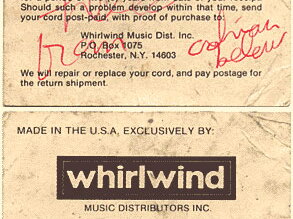 Should such a problem develop within that time, send
your cord post-paid, with proof of purchase to:
Whirlwind Music Dist. Inc.
P.O. Box 1075
Rochester, N.Y. 14603
We will repair or replace your cord, and pay postage for
the return shipment.
MADE IN THE U.S.A, EXCLUSIVELY BY:
whirlwind
MUSIC DISTRIBUTORS INC